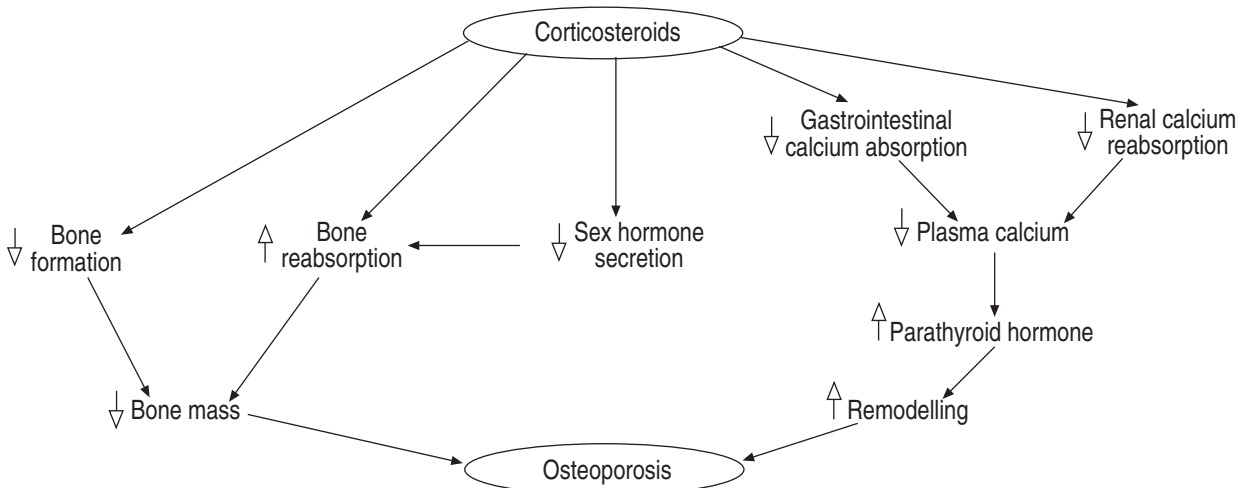 Corticosteroids
Gastrointestinal
calcium absorption
Renal calcium
reabsorption
Bone
formation
Bone
reabsorption
Sex hormone
secretion
Plasma calcium
Parathyroid hormone
Bone mass
Remodelling
Osteoporosis